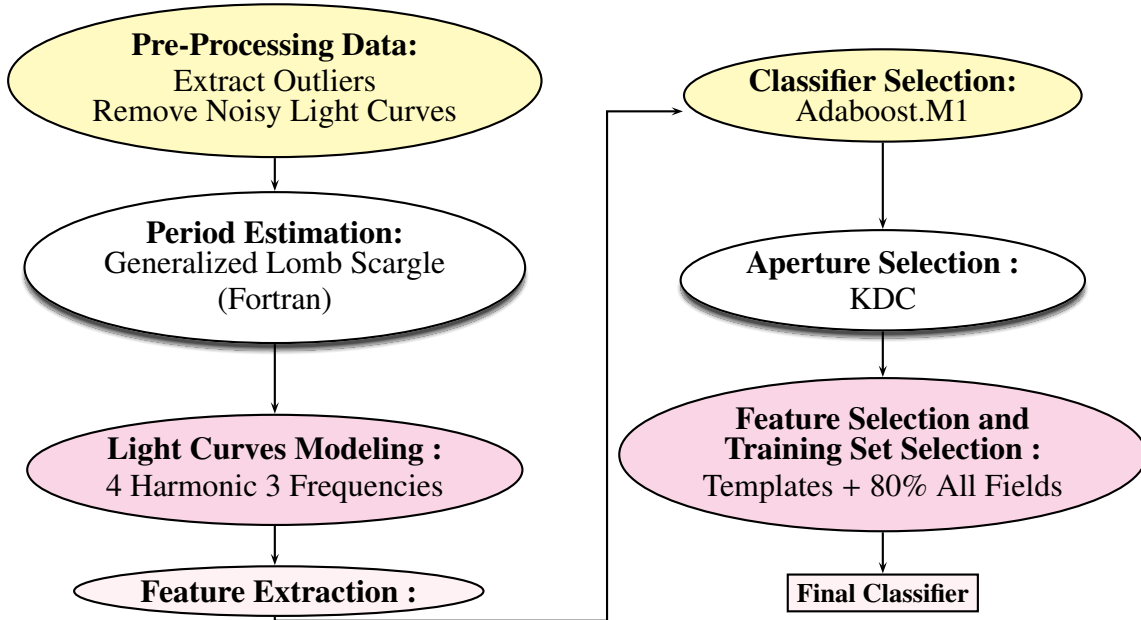 Pre-Processing Data:
Extract Outliers
Remove Noisy Light Curves
Period Estimation:
Generalized Lomb Scargle
(Fortran)
Light Curves Modeling :
4 Harmonic 3 Frequencies
Feature Extraction :
Classifier Selection:
Adaboost.M1
Aperture Selection :
KDC
Feature Selection and
Training Set Selection :
Templates + 80% All Fields
Final Classifier